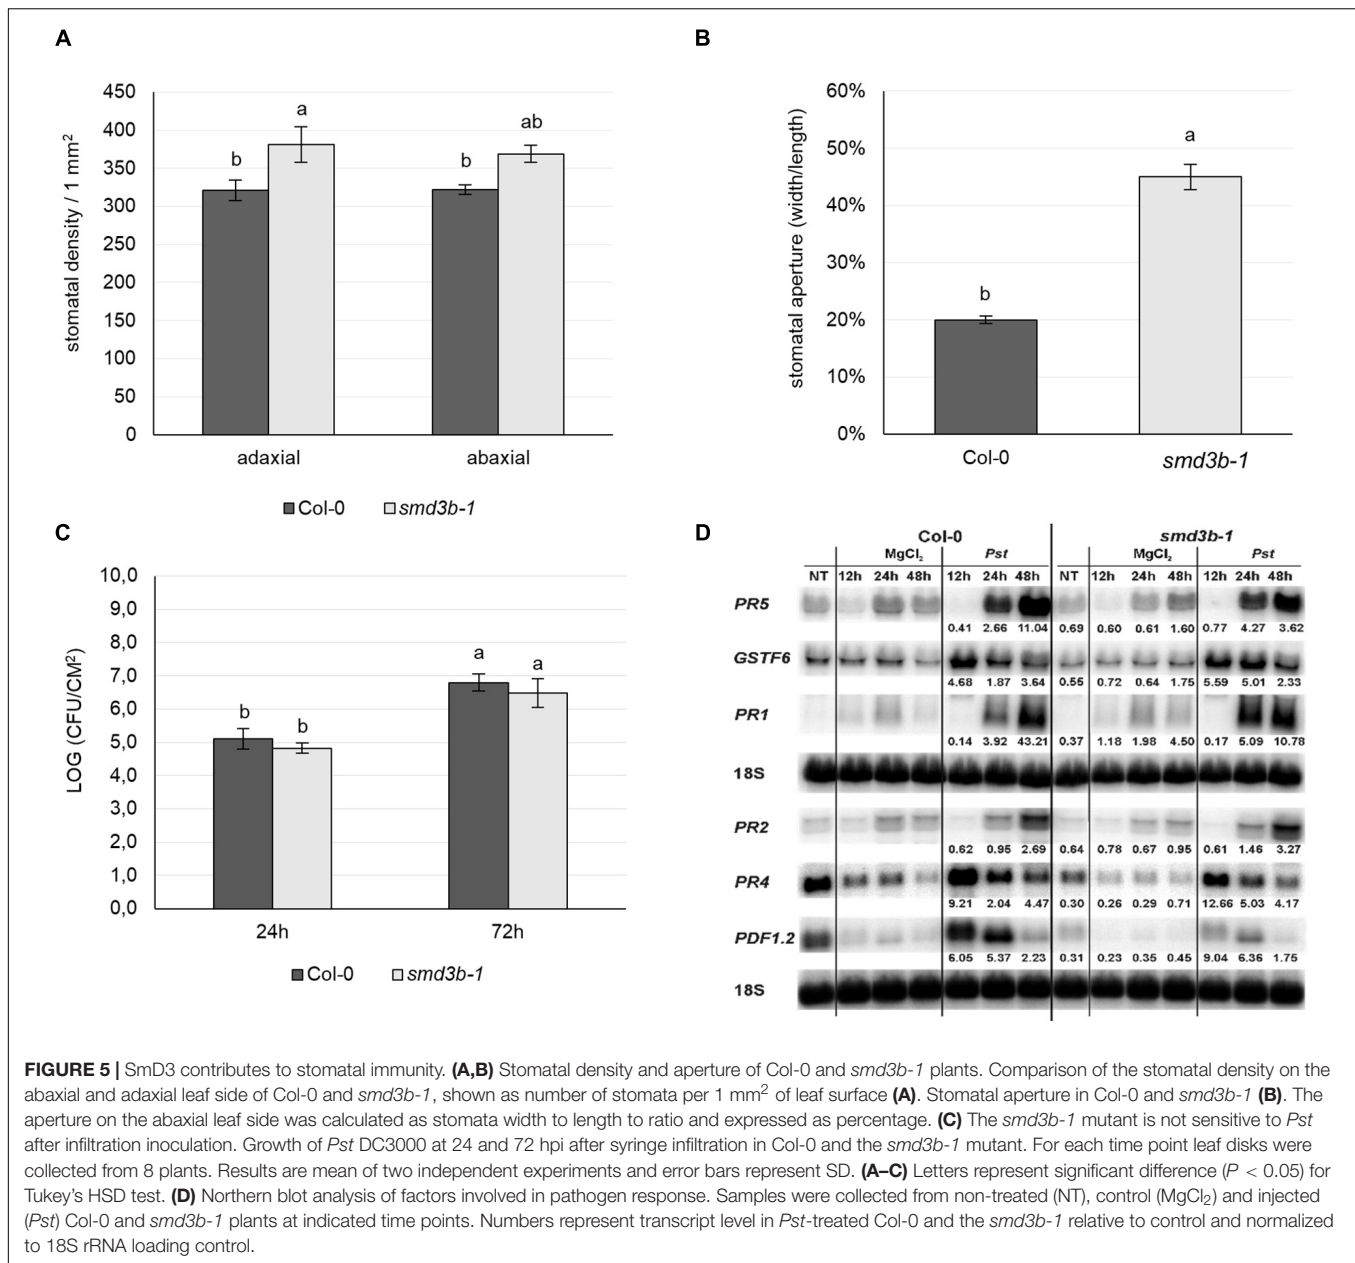 A
450
400
350
300
250
200
150
100
50
0
stomatal density / 1 mm²
b
a
b
ab
adaxial
abaxial
Col-0
smd3b-1
B
60%
50%
40%
30%
20%
10%
0%
stomatal aperture (width/length)
b
a
Col-0
smd3b-1
C
10,0
9,0
8,0
7,0
6,0
5,0
4,0
3,0
2,0
1,0
0,0
LOG (CFU/CM²)
b
b
a
a
24h
72h
Col-0
smd3b-1
D
Col-0 smd3b-1
MgCl₂ Pst MgCl₂ Pst
NT 12h 24h 48h 12h 24h 48h NT 12h 24h 48h 12h 24h 48h
PR5
0.41 2.66 11.04 0.69 0.60 0.61 1.60 0.77 4.27 3.62
GSTF6
4.68 1.87 3.64 0.55 0.72 0.64 1.75 5.59 5.01 2.33
PR1
0.14 3.92 43.21 0.37 1.18 1.98 4.50 0.17 5.09 10.78
18S
PR2
0.62 0.95 2.69 0.64 0.78 0.67 0.95 0.61 1.46 3.27
PR4
9.21 2.04 4.47 0.30 0.26 0.29 0.71 12.66 5.03 4.17
PDF1.2
6.05 5.37 2.23 0.31 0.23 0.35 0.45 9.04 6.36 1.75
18S
FIGURE 5 | SmD3 contributes to stomatal immunity. (A,B) Stomatal density and aperture of Col-0 and smd3b-1 plants. Comparison of the stomatal density on the
abaxial and adaxial leaf side of Col-0 and smd3b-1, shown as number of stomata per 1 mm² of leaf surface (A). Stomatal aperture in Col-0 and smd3b-1 (B). The
aperture on the abaxial leaf side was calculated as stomata width to length to ratio and expressed as percentage. (C) The smd3b-1 mutant is not sensitive to Pst
after infiltration inoculation. Growth of Pst DC3000 at 24 and 72 hpi after syringe infiltration in Col-0 and the smd3b-1 mutant. For each time point leaf disks were
collected from 8 plants. Results are mean of two independent experiments and error bars represent SD. (A–C) Letters represent significant difference (P < 0.05) for
Tukey's HSD test. (D) Northern blot analysis of factors involved in pathogen response. Samples were collected from non-treated (NT), control (MgCl₂) and injected
(Pst) Col-0 and smd3b-1 plants at indicated time points. Numbers represent transcript level in Pst-treated Col-0 and the smd3b-1 relative to control and normalized
to 18S rRNA loading control.